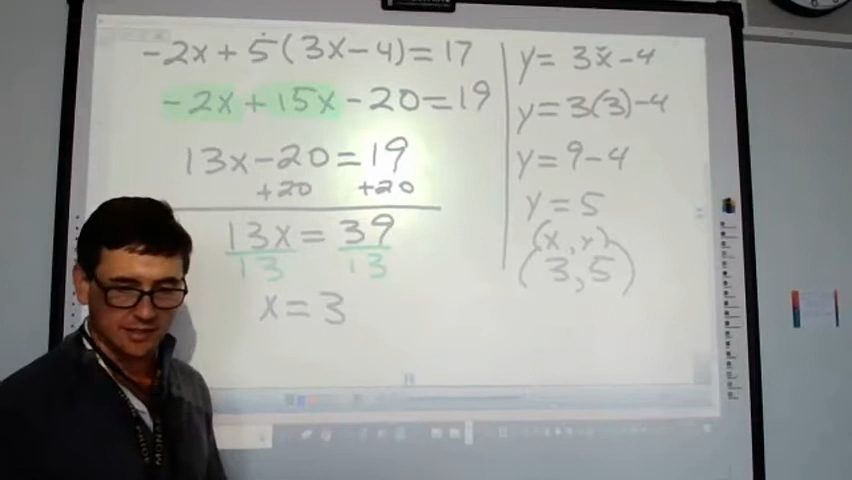 -2x + 5(3x-4)=17
-2x+15x-20=19
13x-20=19
+20 +20
13x = 39
13 13
x = 3
y= 3x-4
y=3(3)-4
y=9-4
y=5
(x,y)
(3,5)